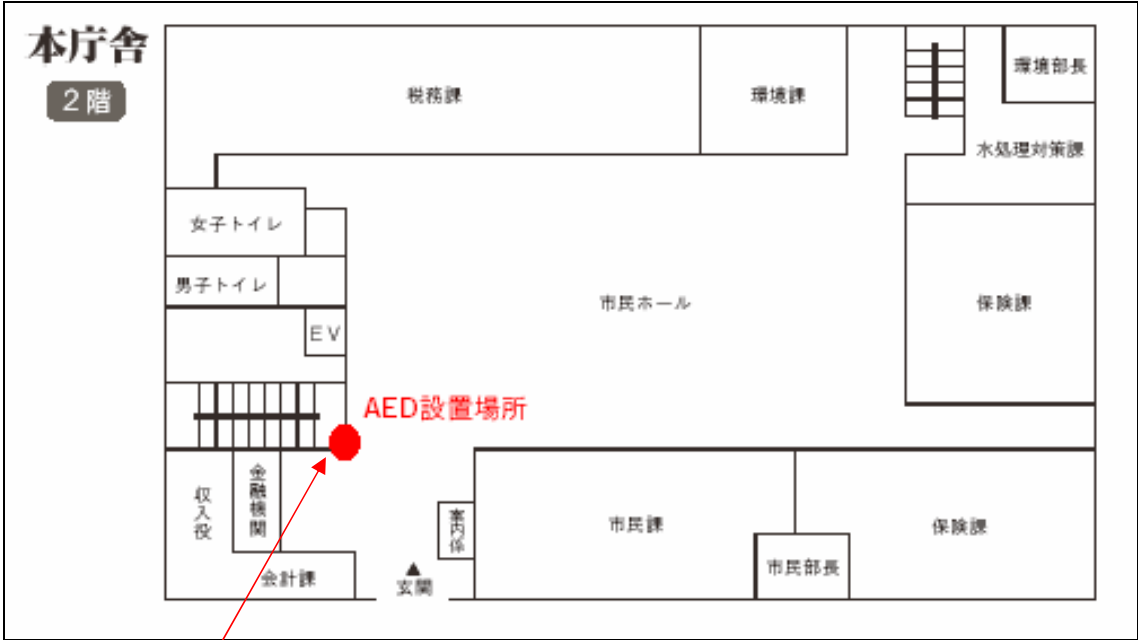 本庁舎
2階
税務課
環境課
環境部長
水処理対策課
女子トイレ
男子トイレ
EV
市民ホール
保険課
AED設置場所
収入役
金融機関
会計課
案内係
玄関
市民課
市民部長
保険課